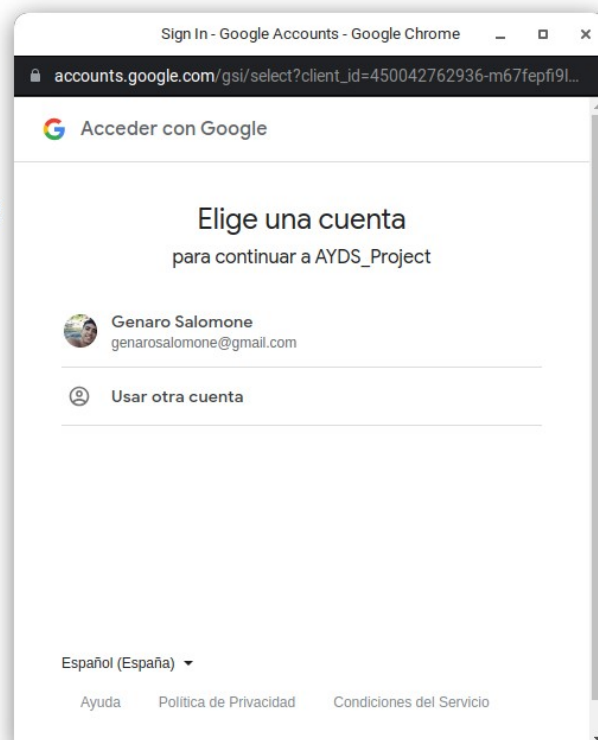 Sign In - Google Accounts - Google Chrome
accounts.google.com/gsi/select?client_id=450042762936-m67fepfi9l...
Acceder con Google
Elige una cuenta
para continuar a AYDS_Project
Genaro Salomone
genarosalomone@gmail.com
Usar otra cuenta
Español (España)
Ayuda Política de Privacidad Condiciones del Servicio